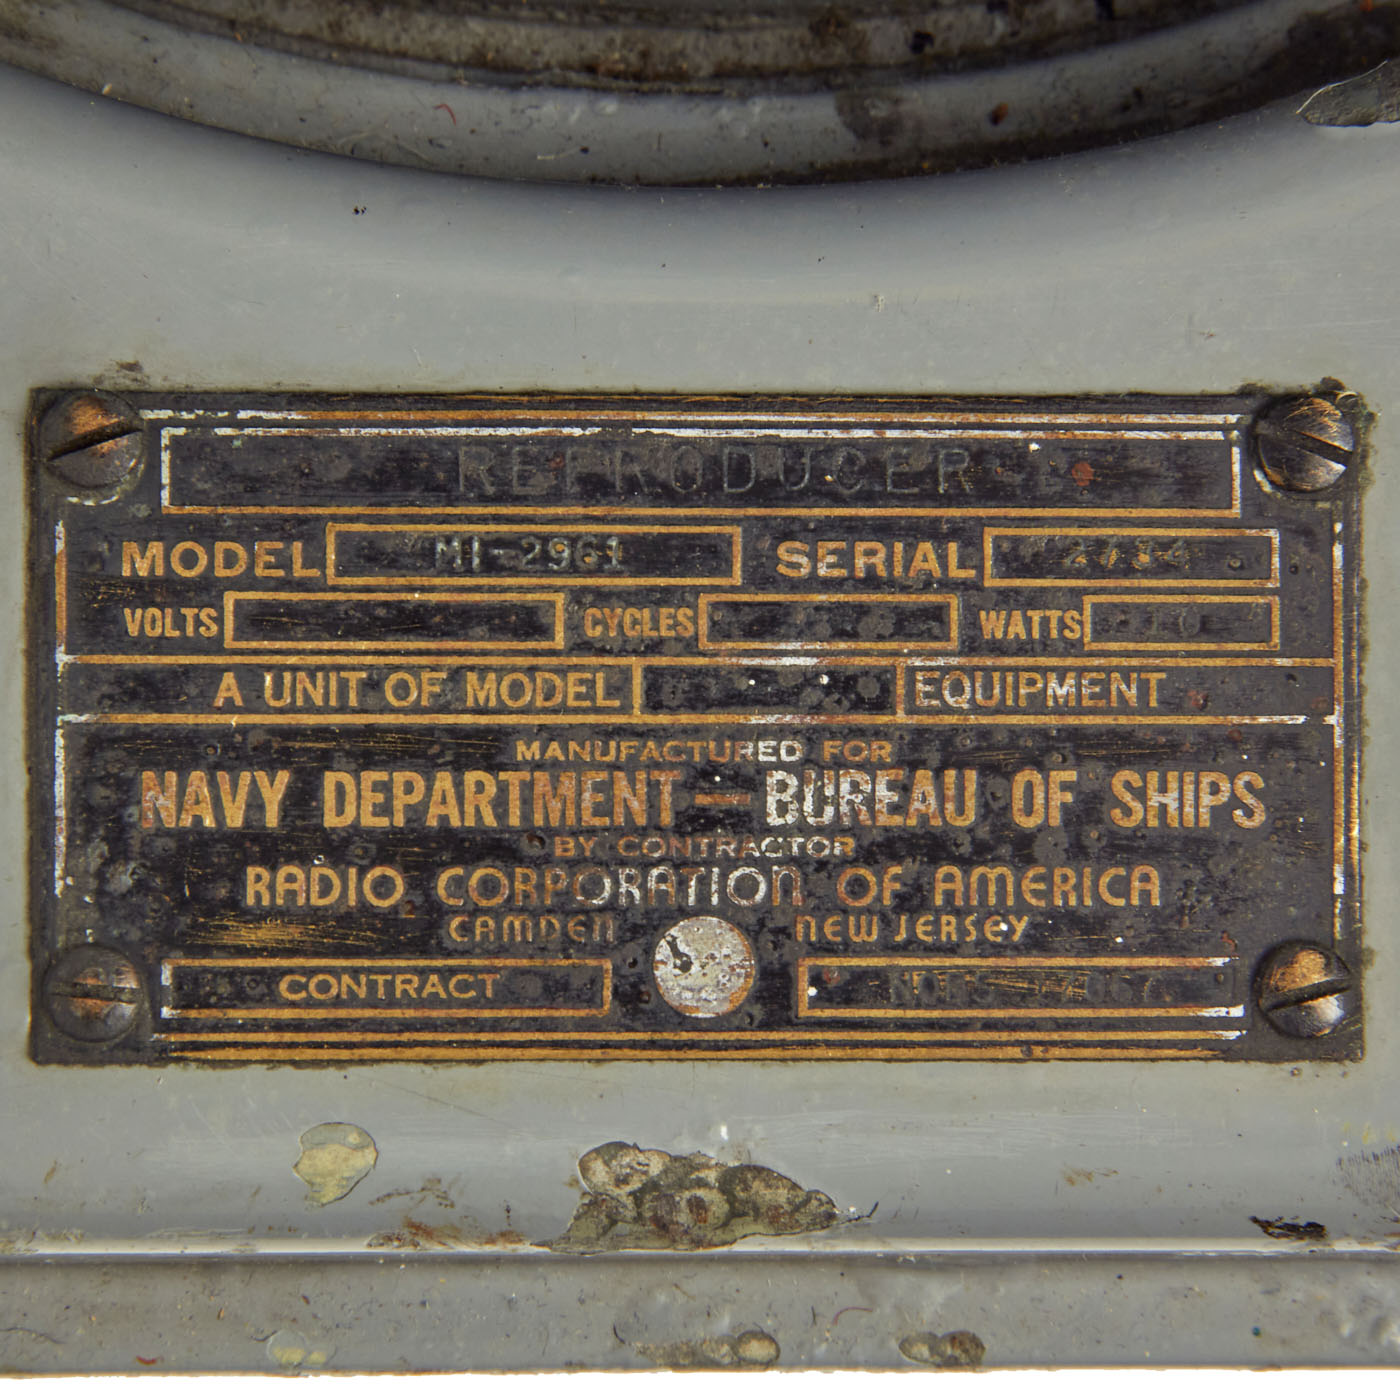 REPRODUCER
MODEL MI-2961 SERIAL
VOLTS CYCLES WATTS 10
A UNIT OF MODEL EQUIPMENT
MANUFACTURED FOR
NAVY DEPARTMENT — BUREAU OF SHIPS
BY CONTRACTOR
RADIO CORPORATION OF AMERICA
CAMDEN NEW JERSEY
CONTRACT